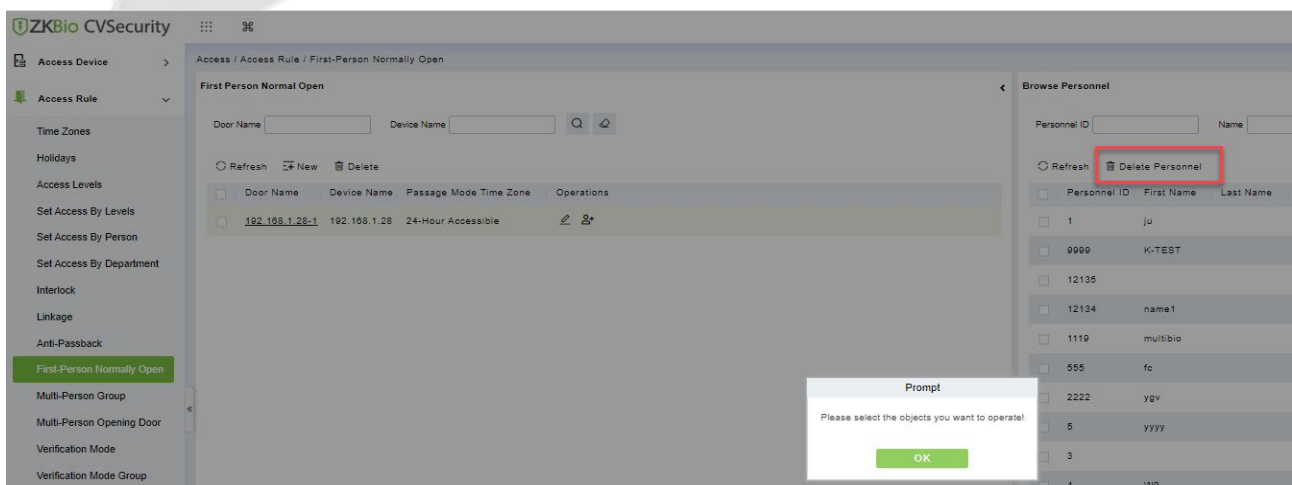 ZKBio CVSecurity
Access Device
Access Rule
Time Zones
Holidays
Access Levels
Set Access By Levels
Set Access By Person
Set Access By Department
Interlock
Linkage
Anti-Passback
First-Person Normally Open
Multi-Person Group
Multi-Person Opening Door
Verification Mode
Verification Mode Group
Access / Access Rule / First-Person Normally Open
First Person Normal Open
Door Name Device Name
Refresh New Delete
Door Name Device Name Passage Mode Time Zone Operations
192.168.1.28-1 192.168.1.28 24-Hour Accessible
Browse Personnel
Personnel ID Name
Refresh Delete Personnel
Personnel ID First Name Last Name
1 ju
9999 K-TEST
12135
12134 name1
1119 multibio
555 fc
2222 ygv
5 yyyy
3
4
Prompt
Please select the objects you want to operate!
OK